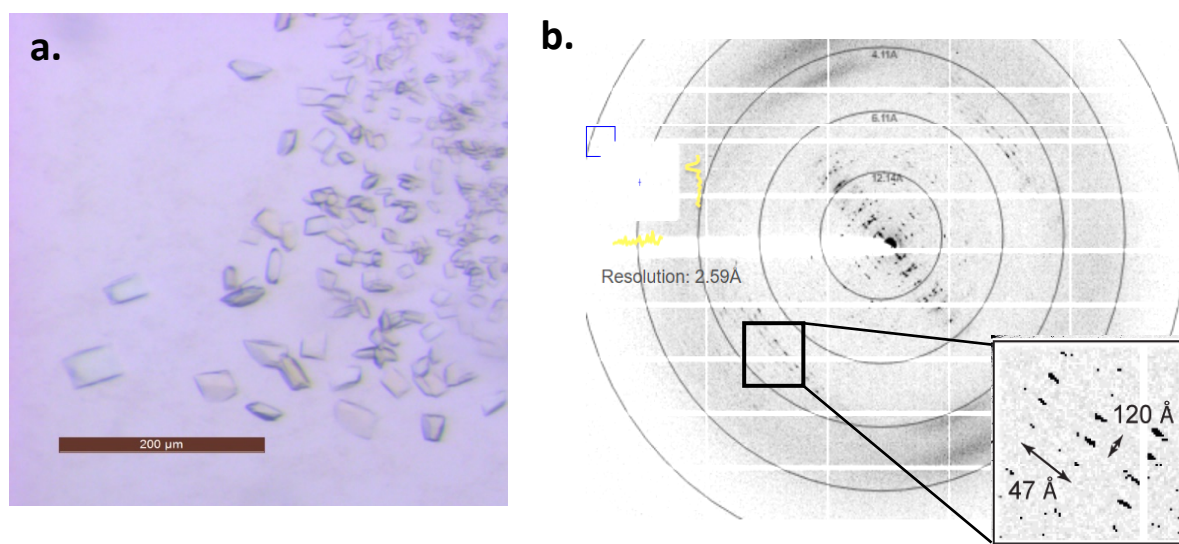 a.
200 µm
b.
4.11Å
6.11Å
12.14Å
Resolution: 2.59Å
120 Å
47 Å